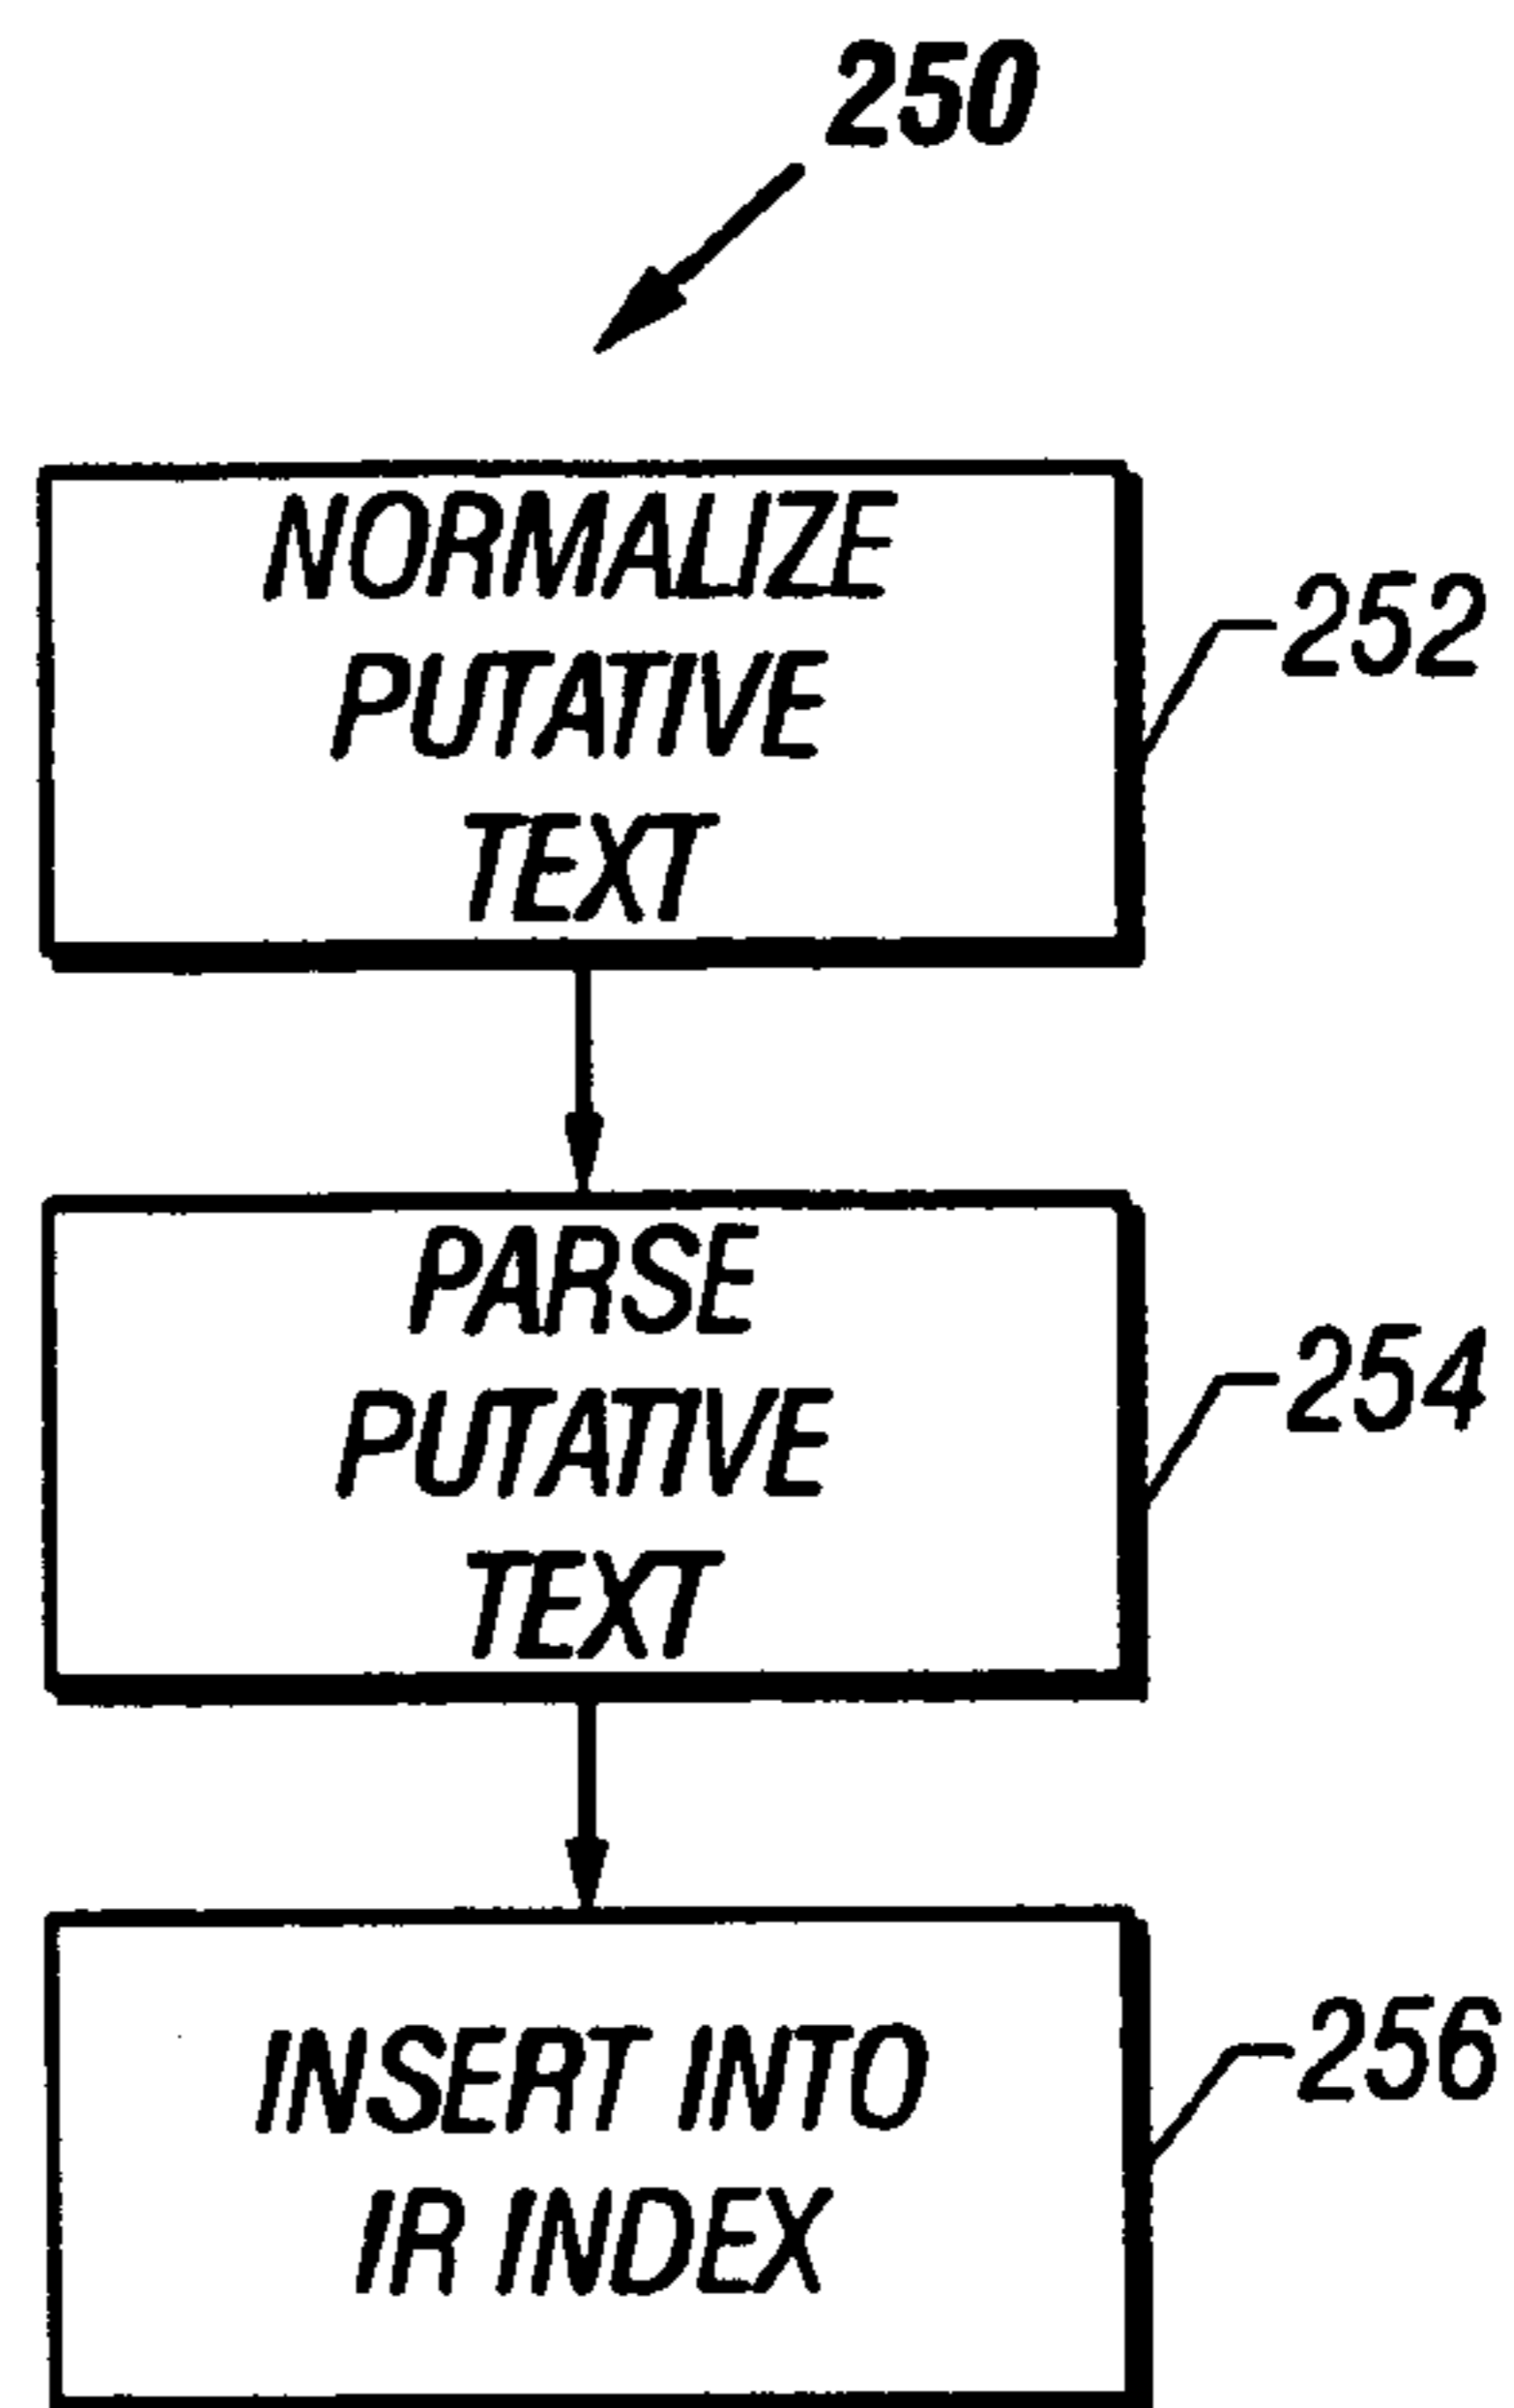 250
NORMALIZE
PUTATIVE
TEXT
252
PARSE
PUTATIVE
TEXT
254
INSERT INTO
IR INDEX
256